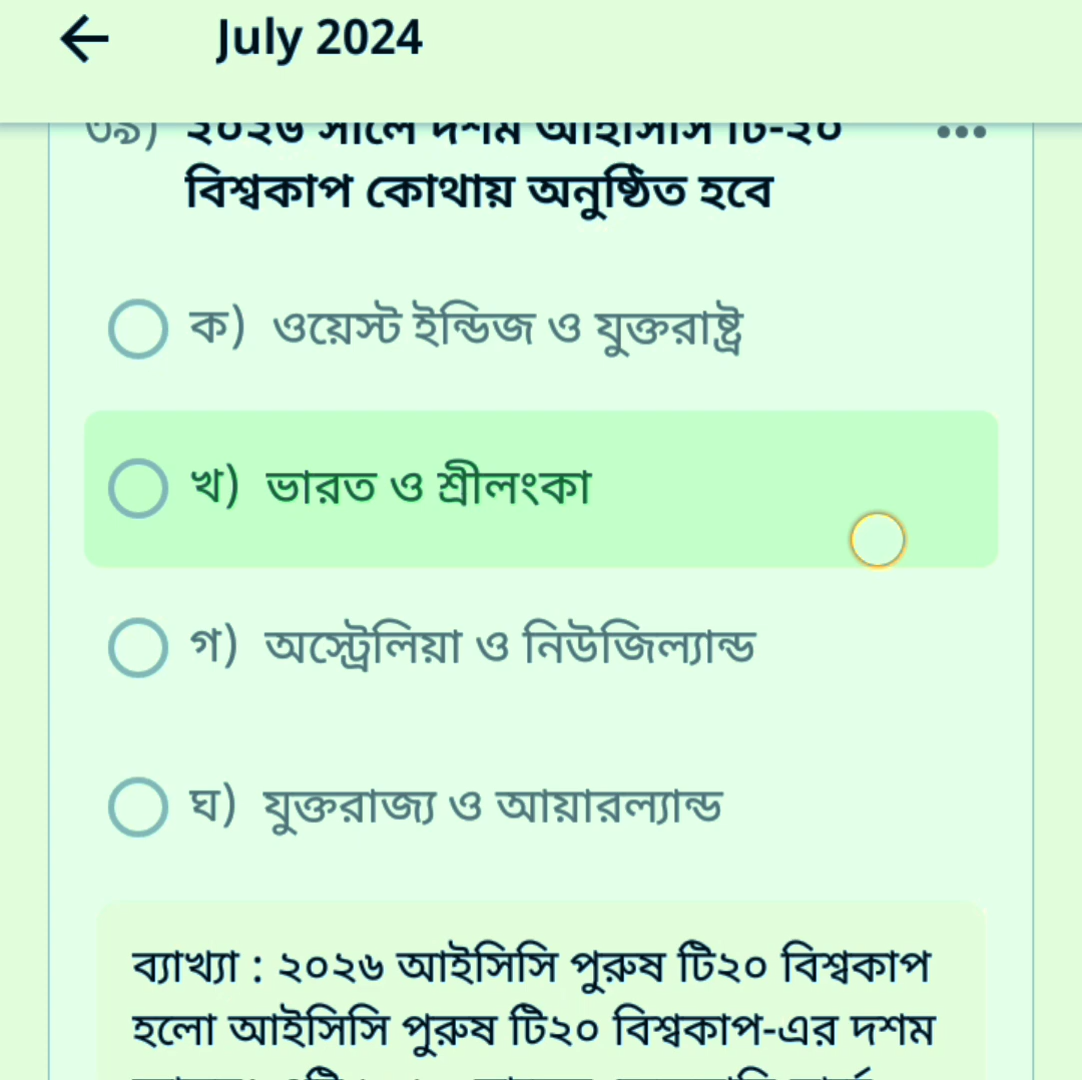 July 2024
৩৯) ২০২৬ সালে দশম আইসিসি টি-২০
বিশ্বকাপ কোথায় অনুষ্ঠিত হবে
ক) ওয়েস্ট ইন্ডিজ ও যুক্তরাষ্ট্র
খ) ভারত ও শ্রীলংকা
গ) অস্ট্রেলিয়া ও নিউজিল্যান্ড
ঘ) যুক্তরাজ্য ও আয়ারল্যান্ড
ব্যাখ্যা : ২০২৬ আইসিসি পুরুষ টি২০ বিশ্বকাপ
হলো আইসিসি পুরুষ টি২০ বিশ্বকাপ-এর দশম